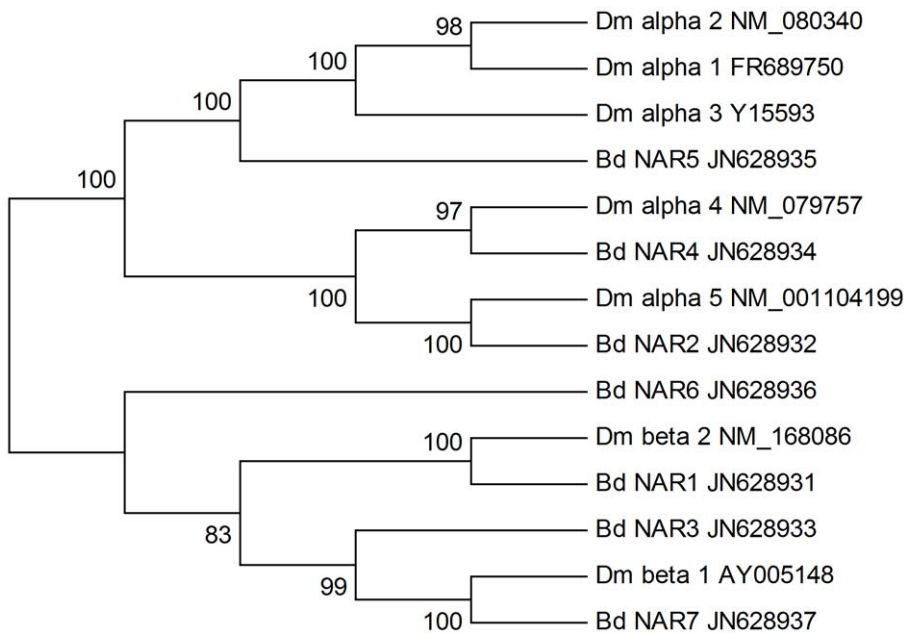 98
Dm alpha 2 NM_080340
100
Dm alpha 1 FR689750
100
Dm alpha 3 Y15593
Bd NAR5 JN628935
100
97
Dm alpha 4 NM_079757
Bd NAR4 JN628934
100
Dm alpha 5 NM_001104199
100
Bd NAR2 JN628932
Bd NAR6 JN628936
100
Dm beta 2 NM_168086
Bd NAR1 JN628931
83
Bd NAR3 JN628933
99
Dm beta 1 AY005148
100
Bd NAR7 JN628937